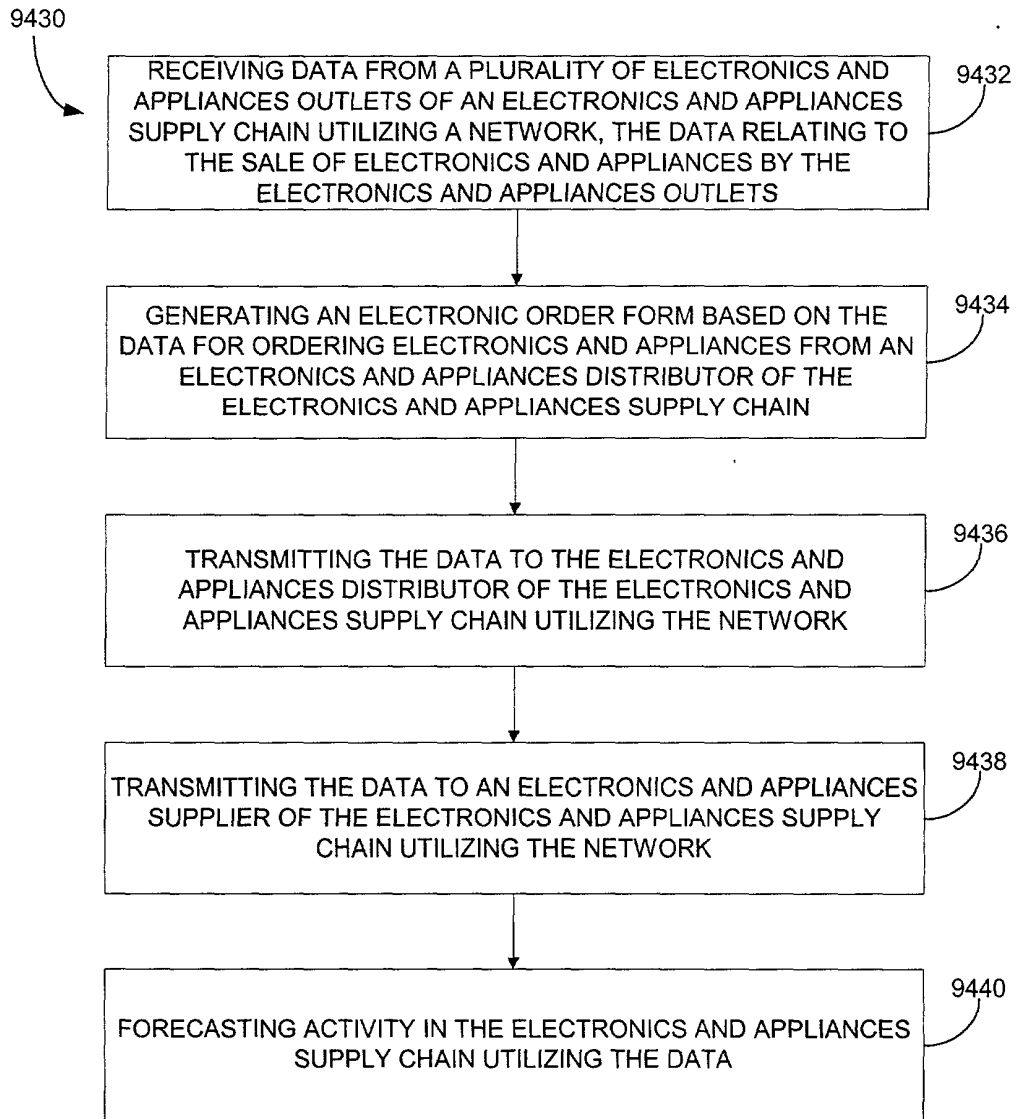 9430
RECEIVING DATA FROM A PLURALITY OF ELECTRONICS AND
APPLIANCES OUTLETS OF AN ELECTRONICS AND APPLIANCES
SUPPLY CHAIN UTILIZING A NETWORK, THE DATA RELATING TO
THE SALE OF ELECTRONICS AND APPLIANCES BY THE
ELECTRONICS AND APPLIANCES OUTLETS
9432
GENERATING AN ELECTRONIC ORDER FORM BASED ON THE
DATA FOR ORDERING ELECTRONICS AND APPLIANCES FROM AN
ELECTRONICS AND APPLIANCES DISTRIBUTOR OF THE
ELECTRONICS AND APPLIANCES SUPPLY CHAIN
9434
TRANSMITTING THE DATA TO THE ELECTRONICS AND
APPLIANCES DISTRIBUTOR OF THE ELECTRONICS AND
APPLIANCES SUPPLY CHAIN UTILIZING THE NETWORK
9436
TRANSMITTING THE DATA TO AN ELECTRONICS AND APPLIANCES
SUPPLIER OF THE ELECTRONICS AND APPLIANCES SUPPLY
CHAIN UTILIZING THE NETWORK
9438
FORECASTING ACTIVITY IN THE ELECTRONICS AND APPLIANCES
SUPPLY CHAIN UTILIZING THE DATA
9440